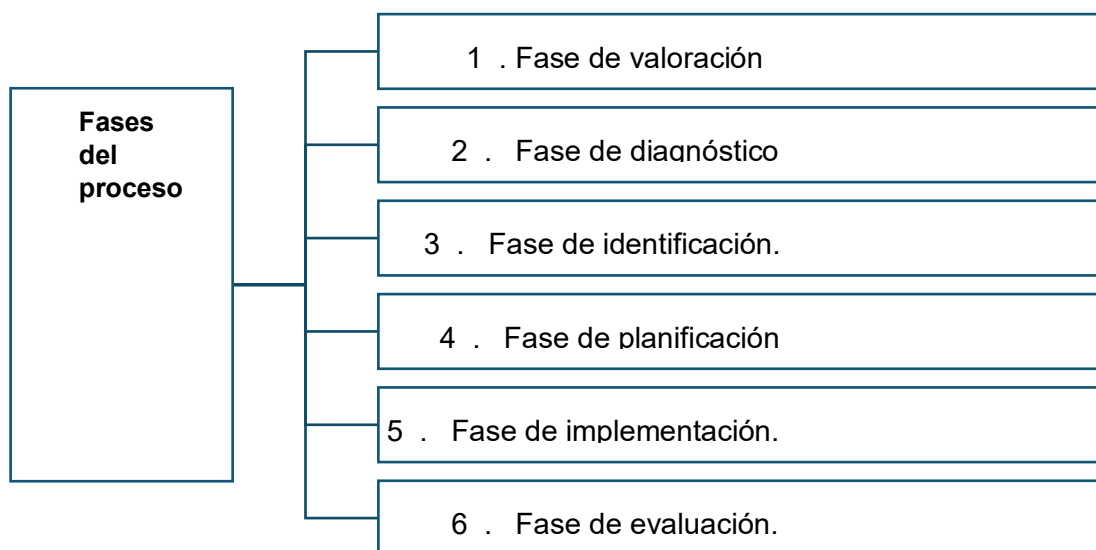 Fases
del
proceso
1 . Fase de valoración
2 . Fase de diagnóstico
3 . Fase de identificación.
4 . Fase de planificación
5 . Fase de implementación.
6 . Fase de evaluación.